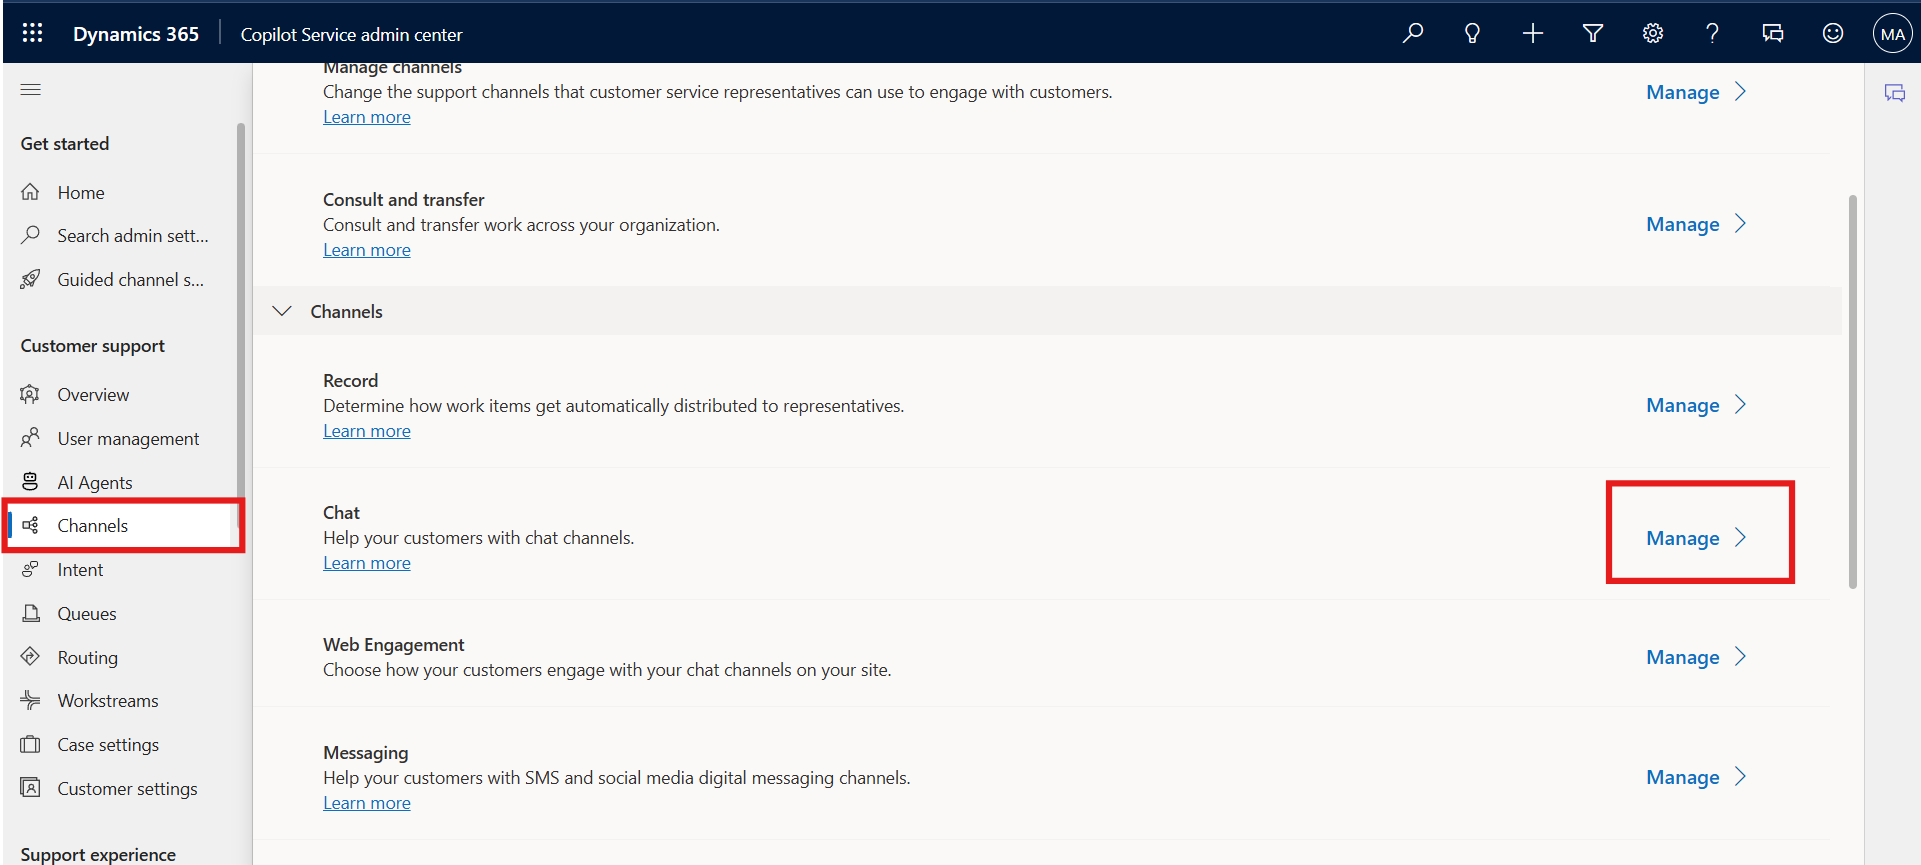 Dynamics 365
Copilot Service admin center
MA
Get started
Home
Search admin sett...
Guided channel s...
Customer support
Overview
User management
AI Agents
Channels
Intent
Queues
Routing
Workstreams
Case settings
Customer settings
Support experience
Manage channels
Change the support channels that customer service representatives can use to engage with customers.
Learn more
Manage
Consult and transfer
Consult and transfer work across your organization.
Learn more
Manage
Channels
Record
Determine how work items get automatically distributed to representatives.
Learn more
Manage
Chat
Help your customers with chat channels.
Learn more
Manage
Web Engagement
Choose how your customers engage with your chat channels on your site.
Manage
Messaging
Help your customers with SMS and social media digital messaging channels.
Learn more
Manage